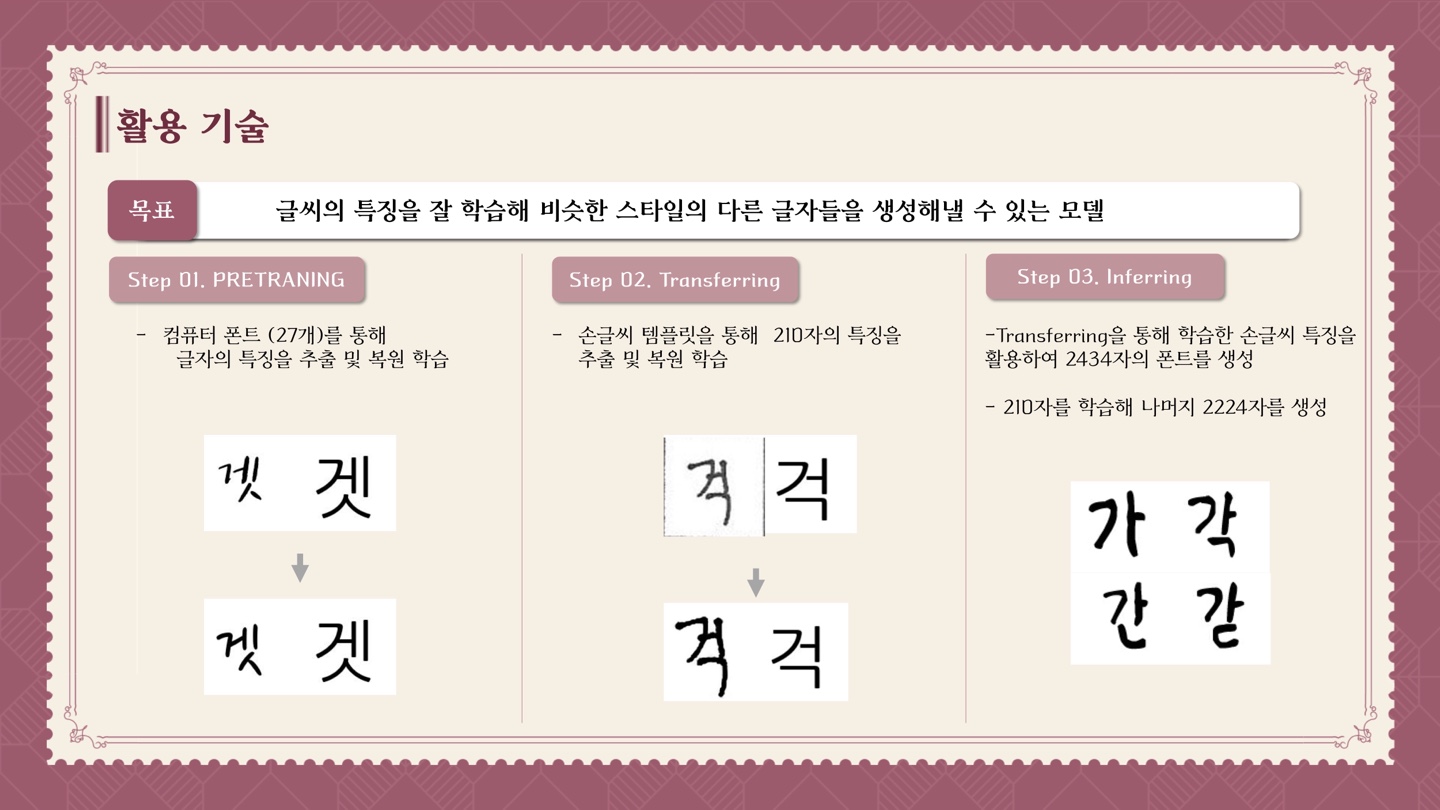 활용 기술
목표
글씨의 특징을 잘 학습해 비슷한 스타일의 다른 글자들을 생성해낼 수 있는 모델
Step 01. PRETRANING
- 컴퓨터 폰트 (27개)를 통해
글자의 특징을 추출 및 복원 학습
겟 겟
겟 겟
Step 02. Transferring
- 손글씨 템플릿을 통해 210자의 특징을
추출 및 복원 학습
걱 걱
걱 걱
Step 03. Inferring
-Transferring을 통해 학습한 손글씨 특징을
활용하여 2434자의 폰트를 생성
- 210자를 학습해 나머지 2224자를 생성
가 각
간 갇